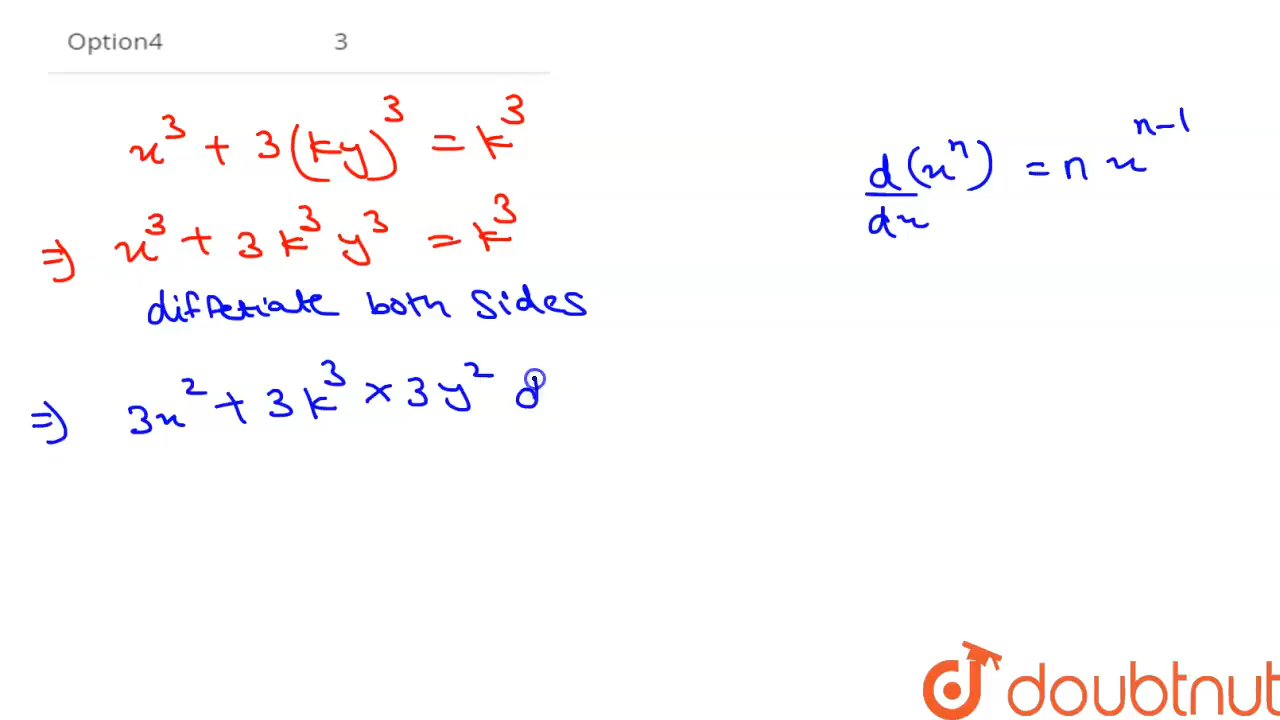 Option4 3
x³ + 3(ky)³ = k³
d/dx (xⁿ) = n xⁿ⁻¹
⇒ x³ + 3k³y³ = k³
differtiate both sides
⇒ 3x² + 3k³ × 3y² d
doubtnut